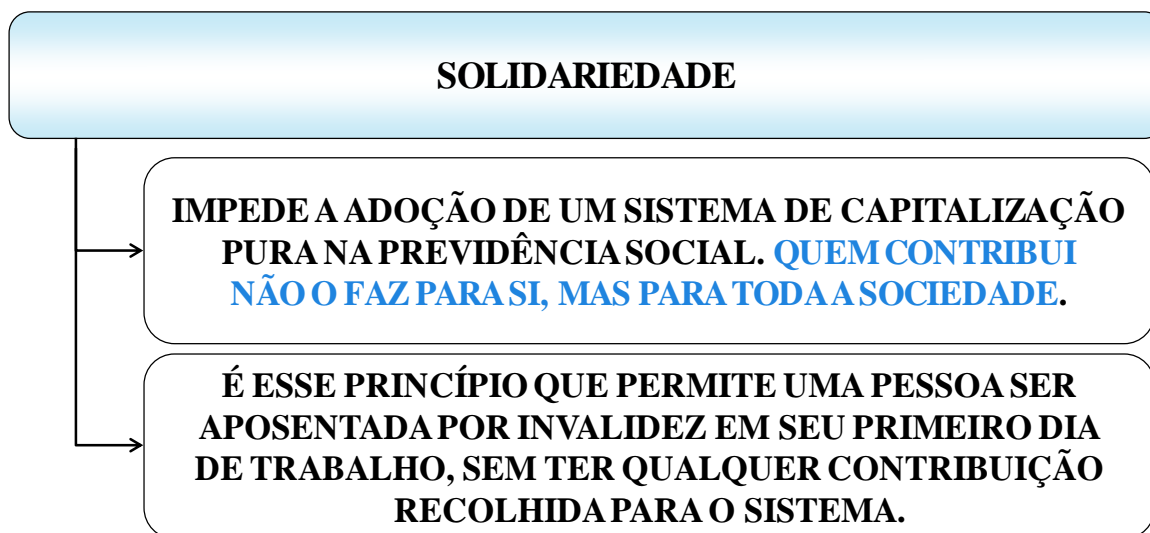 SOLIDARIEDADE
IMPEDE A ADOÇÃO DE UM SISTEMA DE CAPITALIZAÇÃO
PURA NA PREVIDÊNCIA SOCIAL. QUEM CONTRIBUI
NÃO O FAZ PARA SI, MAS PARA TODA A SOCIEDADE.
É ESSE PRINCÍPIO QUE PERMITE UMA PESSOA SER
APOSENTADA POR INVALIDEZ EM SEU PRIMEIRO DIA
DE TRABALHO, SEM TER QUALQUER CONTRIBUIÇÃO
RECOLHIDA PARA O SISTEMA.